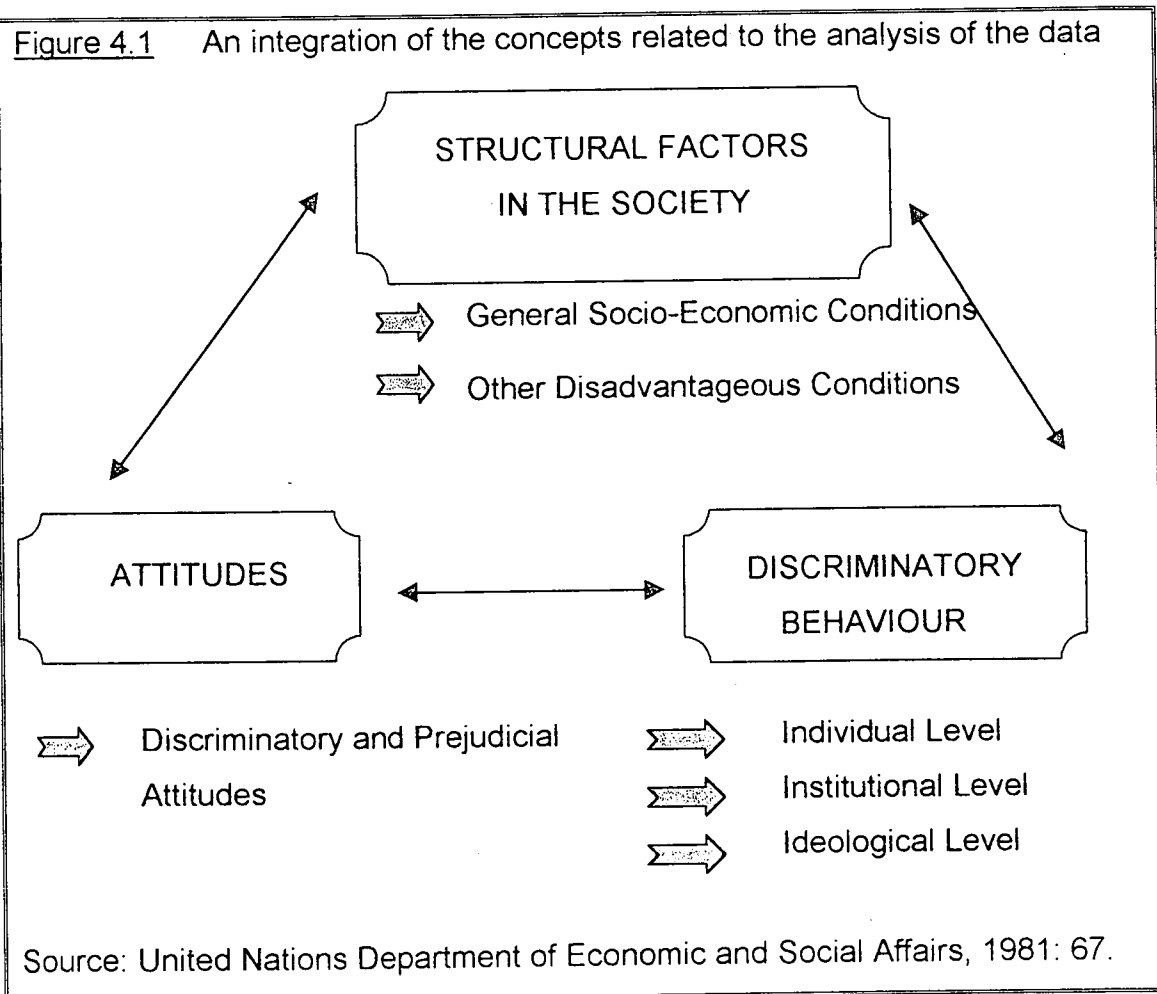 Figure 4.1 An integration of the concepts related to the analysis of the data
STRUCTURAL FACTORS
IN THE SOCIETY
General Socio-Economic Conditions
Other Disadvantageous Conditions
ATTITUDES
DISCRIMINATORY
BEHAVIOUR
Discriminatory and Prejudicial
Attitudes
Individual Level
Institutional Level
Ideological Level
Source: United Nations Department of Economic and Social Affairs, 1981: 67.